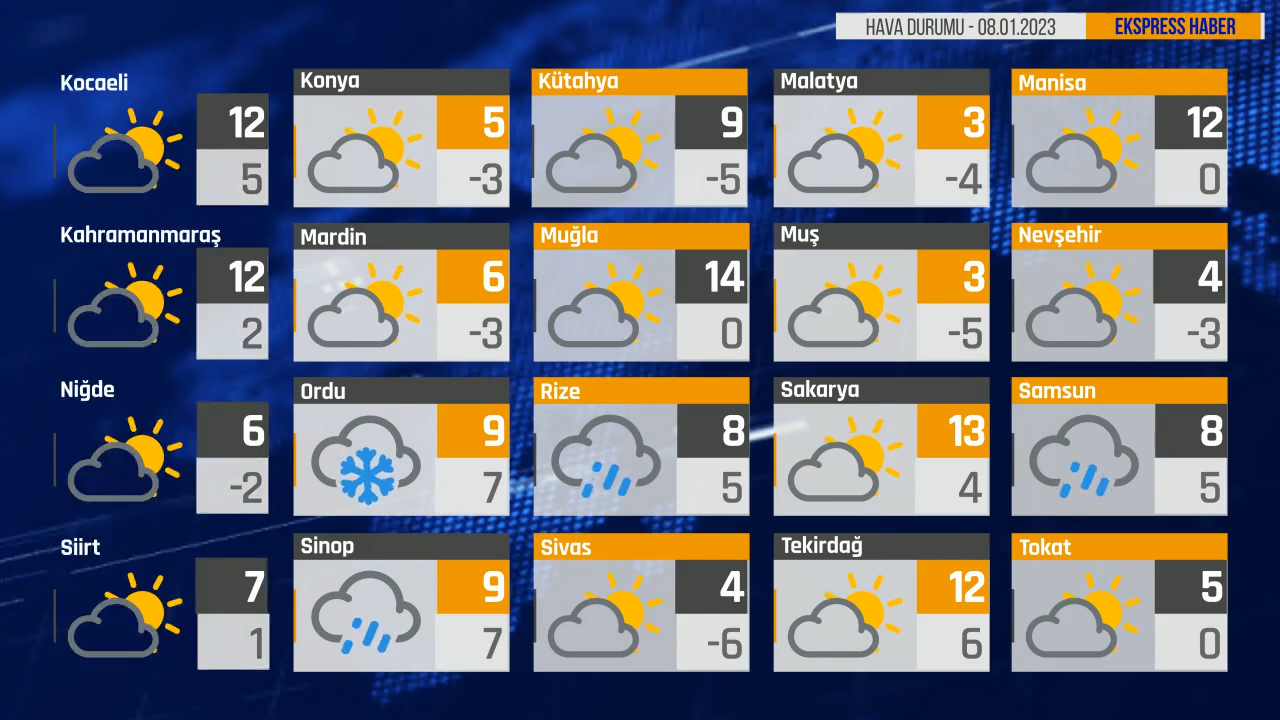 HAVA DURUMU - 08.01.2023 EKSPRESS HABER
Kocaeli
12
5
Konya
5
-3
Kütahya
9
-5
Malatya
3
-4
Manisa
12
0
Kahramanmaraş
12
2
Mardin
6
-3
Muğla
14
0
Muş
3
-5
Nevşehir
4
-3
Niğde
6
-2
Ordu
9
7
Rize
8
5
Sakarya
13
4
Samsun
8
5
Siirt
7
1
Sinop
9
7
Sivas
4
-6
Tekirdağ
12
6
Tokat
5
0